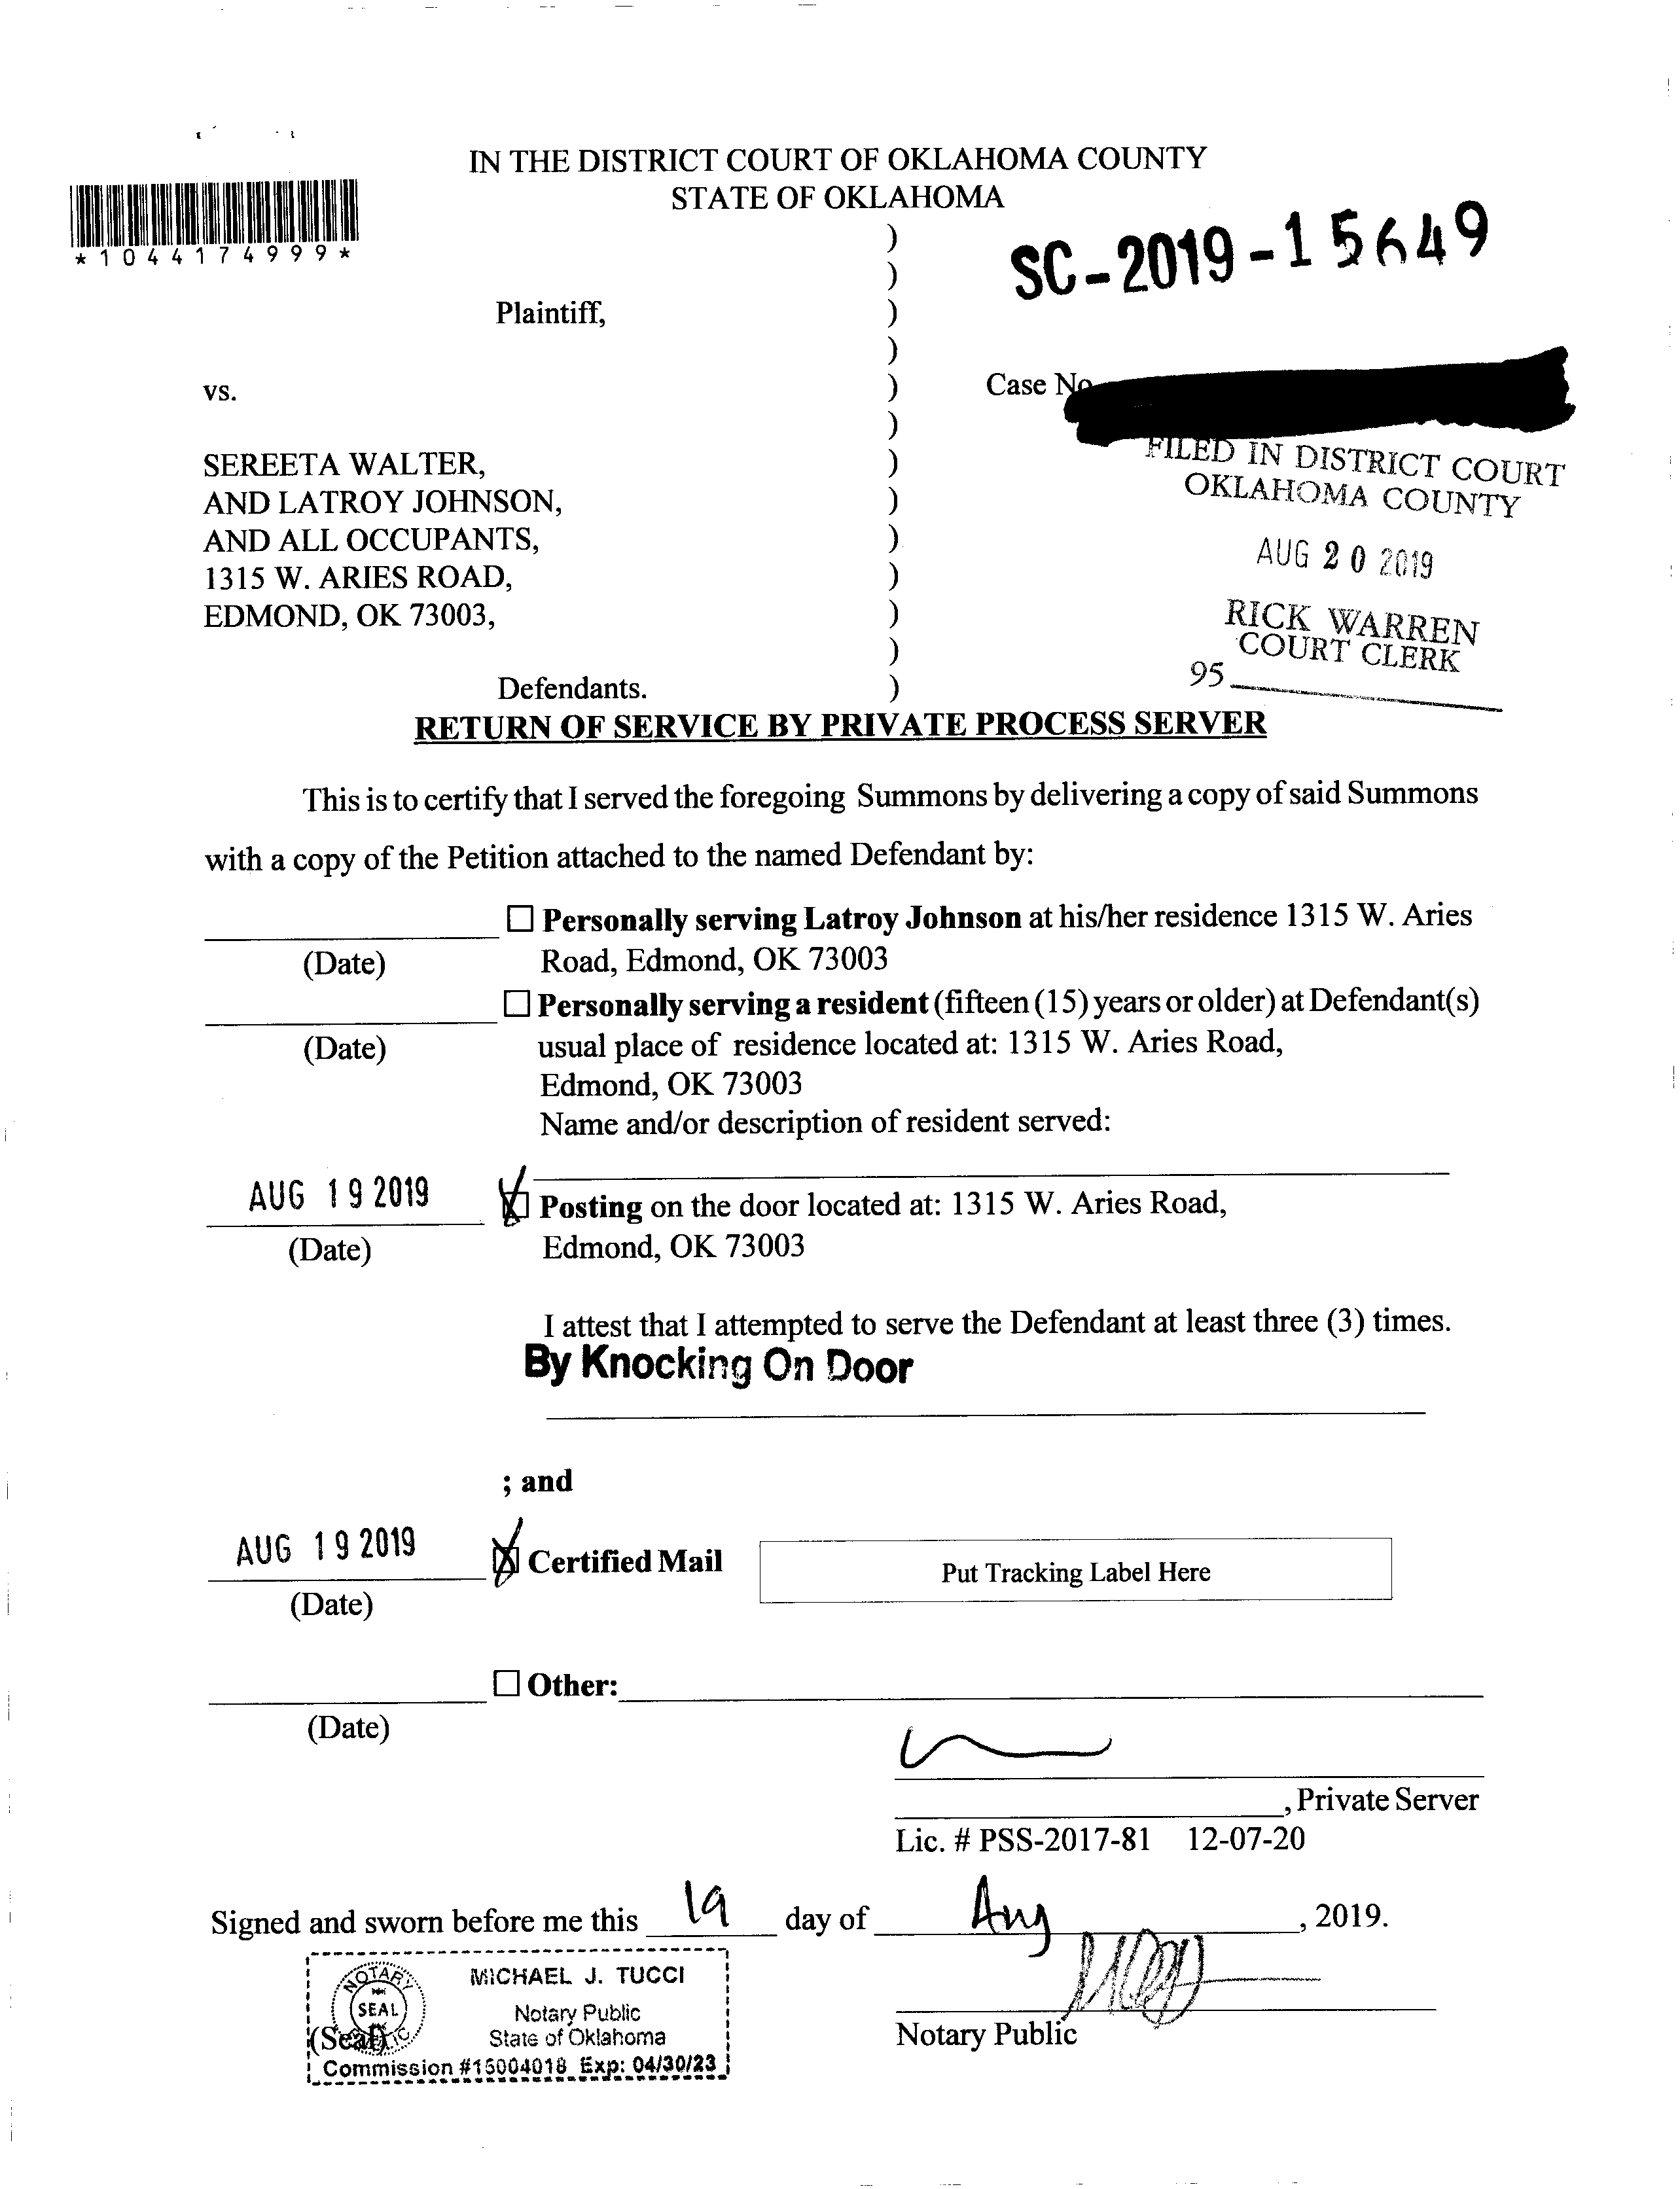 IN THE DISTRICT COURT OF OKLAHOMA COUNTY
STATE OF OKLAHOMA
*1044174999*
SC-2019-15649
Plaintiff,
vs.
Case No
SEREETA WALTER,
AND LATROY JOHNSON,
AND ALL OCCUPANTS,
1315 W. ARIES ROAD,
EDMOND, OK 73003,
Defendants.
FILED IN DISTRICT COURT
OKLAHOMA COUNTY
AUG 20 2019
RICK WARREN
COURT CLERK
95
RETURN OF SERVICE BY PRIVATE PROCESS SERVER
This is to certify that I served the foregoing Summons by delivering a copy of said Summons
with a copy of the Petition attached to the named Defendant by:
☐ Personally serving Latroy Johnson at his/her residence 1315 W. Aries
(Date) Road, Edmond, OK 73003
☐ Personally serving a resident (fifteen (15) years or older) at Defendant(s)
(Date) usual place of residence located at: 1315 W. Aries Road,
Edmond, OK 73003
Name and/or description of resident served:
AUG 19 2019 ☒ Posting on the door located at: 1315 W. Aries Road,
(Date) Edmond, OK 73003
I attest that I attempted to serve the Defendant at least three (3) times.
By Knocking On Door
; and
AUG 19 2019 ☒ Certified Mail Put Tracking Label Here
(Date)
☐ Other:
(Date)
, Private Server
Lic. # PSS-2017-81 12-07-20
Signed and sworn before me this 19 day of Aug, 2019.
NOTARY PUBLIC
SEAL
(Seal)
MICHAEL J. TUCCI
Notary Public
State of Oklahoma
Commission #15004018 Exp: 04/30/23
Notary Public